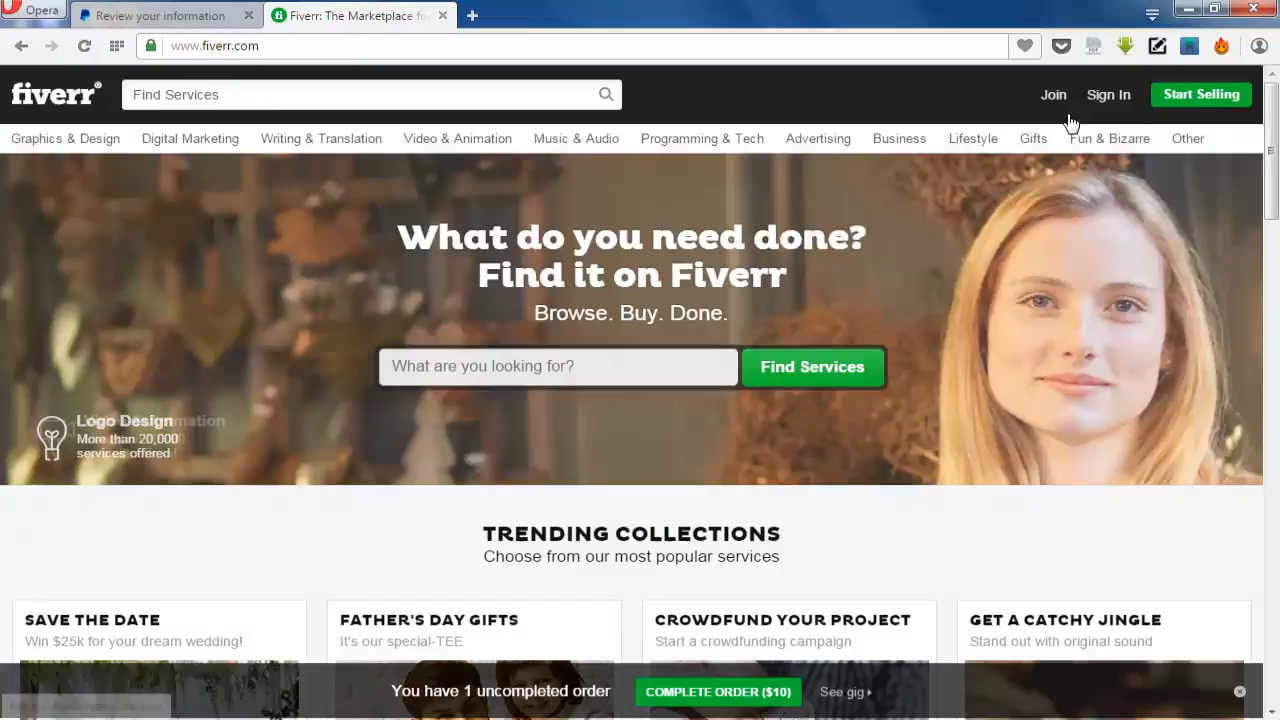 Opera
Review your information
Fiverr: The Marketplace fo
www.fiverr.com
fiverr
Find Services
Join
Sign In
Start Selling
Graphics & Design
Digital Marketing
Writing & Translation
Video & Animation
Music & Audio
Programming & Tech
Advertising
Business
Lifestyle
Gifts
Fun & Bizarre
Other
What do you need done?
Find it on Fiverr
Browse. Buy. Done.
What are you looking for?
Find Services
Logo Design
More than 20,000
services offered
TRENDING COLLECTIONS
Choose from our most popular services
SAVE THE DATE
Win $25k for your dream wedding!
FATHER'S DAY GIFTS
It's our special-TEE
CROWDFUND YOUR PROJECT
Start a crowdfunding campaign
GET A CATCHY JINGLE
Stand out with original sound
You have 1 uncompleted order
COMPLETE ORDER ($10)
See gig